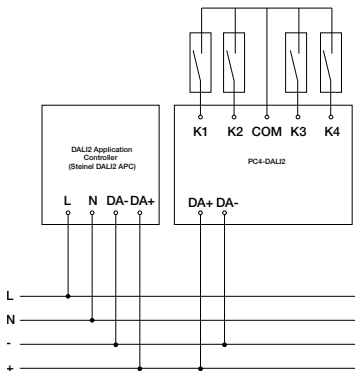 K1 K2 COM K3 K4
DALI2 Application
Controller
(Steinel DALI2 APC)
PC4-DALI2
L N DA- DA+
DA+ DA-
L
N
-
+